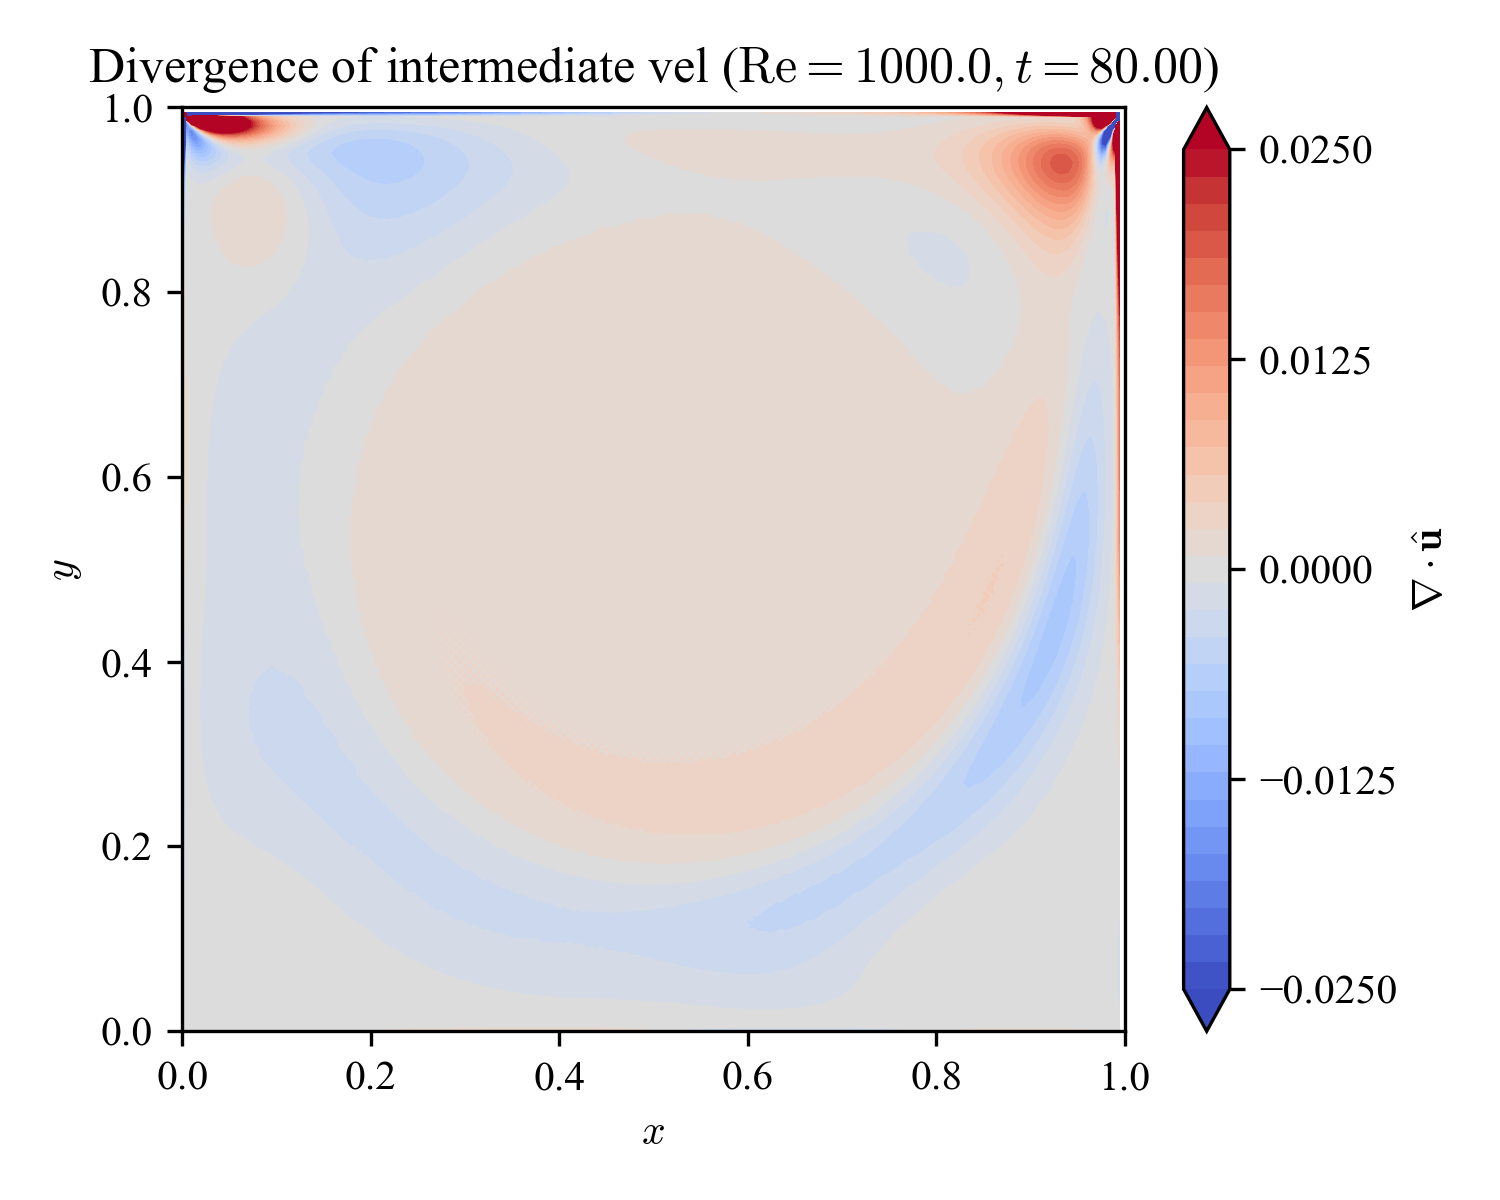 Divergence of intermediate vel (Re = 1000.0, t = 80.00)
1.0
0.8
0.6
0.4
0.2
0.0
y
0.0 0.2 0.4 0.6 0.8 1.0
x
0.0250
0.0125
0.0000
−0.0125
−0.0250
∇ · û